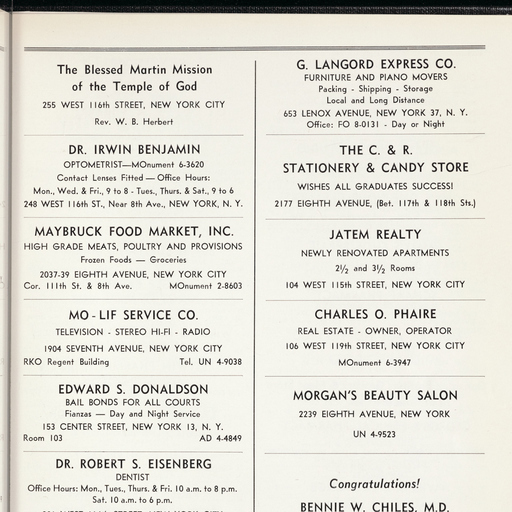 The Blessed Martin Mission
of the Temple of God
255 WEST 116th STREET, NEW YORK CITY
Rev. W. B. Herbert
DR. IRWIN BENJAMIN
OPTOMETRIST—MOnument 6-3620
Contact Lenses Fitted — Office Hours:
Mon., Wed. & Fri., 9 to 8 - Tues., Thurs. & Sat., 9 to 6
248 WEST 116th ST., Near 8th Ave., NEW YORK, N. Y.
MAYBRUCK FOOD MARKET, INC.
HIGH GRADE MEATS, POULTRY AND PROVISIONS
Frozen Foods — Groceries
2037-39 EIGHTH AVENUE, NEW YORK CITY
Cor. 111th St. & 8th Ave. MOnument 2-8603
MO - LIF SERVICE CO.
TELEVISION - STEREO HI-FI - RADIO
1904 SEVENTH AVENUE, NEW YORK CITY
RKO Regent Building Tel. UN 4-9038
EDWARD S. DONALDSON
BAIL BONDS FOR ALL COURTS
Fianzas — Day and Night Service
153 CENTER STREET, NEW YORK 13, N. Y.
Room 103 AD 4-4849
DR. ROBERT S. EISENBERG
DENTIST
Office Hours: Mon., Tues., Thurs. & Fri. 10 a.m. to 8 p.m.
Sat. 10 a.m. to 6 p.m.
G. LANGORD EXPRESS CO.
FURNITURE AND PIANO MOVERS
Packing - Shipping - Storage
Local and Long Distance
653 LENOX AVENUE, NEW YORK 37, N. Y.
Office: FO 8-0131 - Day or Night
THE C. & R.
STATIONERY & CANDY STORE
WISHES ALL GRADUATES SUCCESS!
2177 EIGHTH AVENUE, (Bet. 117th & 118th Sts.)
JATEM REALTY
NEWLY RENOVATED APARTMENTS
2½ and 3½ Rooms
104 WEST 115th STREET, NEW YORK CITY
CHARLES O. PHAIRE
REAL ESTATE - OWNER, OPERATOR
106 WEST 119th STREET, NEW YORK CITY
MOnument 6-3947
MORGAN'S BEAUTY SALON
2239 EIGHTH AVENUE, NEW YORK
UN 4-9523
Congratulations!
BENNIE W. CHILES, M.D.